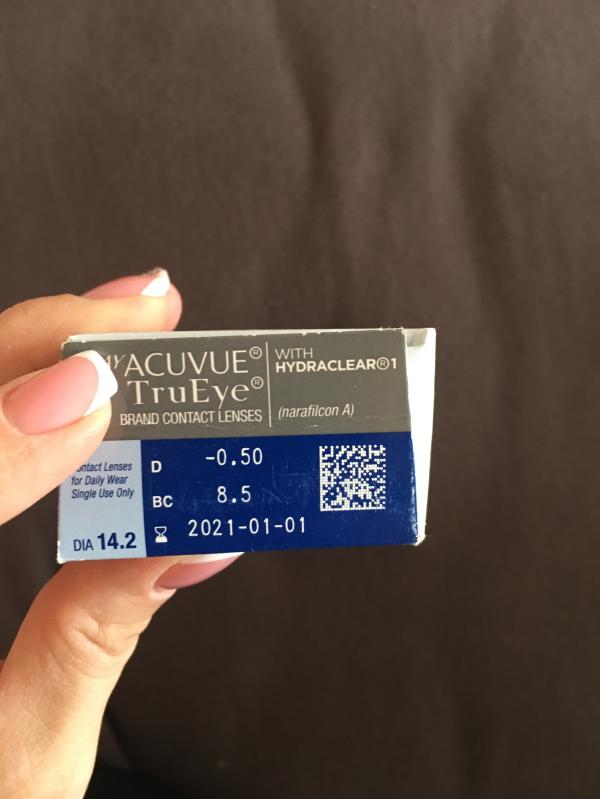 ACUVUE®
TruEye®
BRAND CONTACT LENSES
WITH
HYDRACLEAR®1
(narafilcon A)
Contact Lenses
for Daily Wear
Single Use Only
DIA 14.2
D -0.50
BC 8.5
2021-01-01